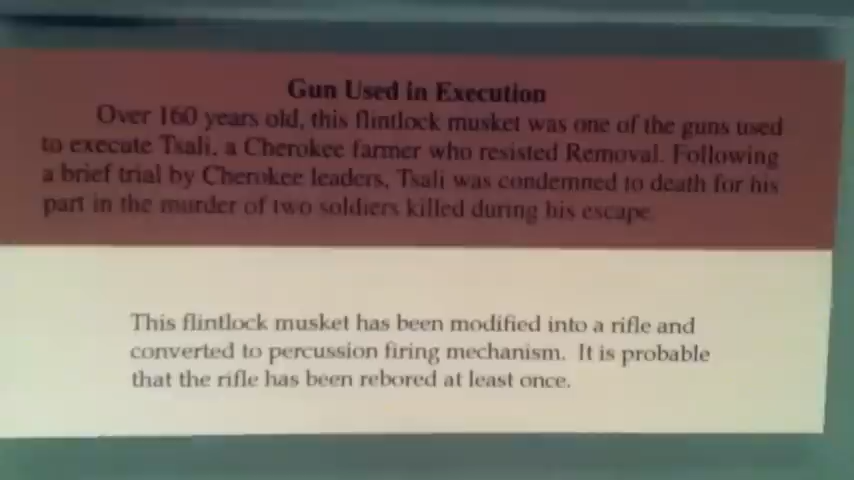 Gun Used in Execution
Over 160 years old, this flintlock musket was one of the guns used
to execute Tsali, a Cherokee farmer who resisted Removal. Following
a brief trial by Cherokee leaders, Tsali was condemned to death for his
part in the murder of two soldiers killed during his escape.
This flintlock musket has been modified into a rifle and
converted to percussion firing mechanism. It is probable
that the rifle has been rebored at least once.